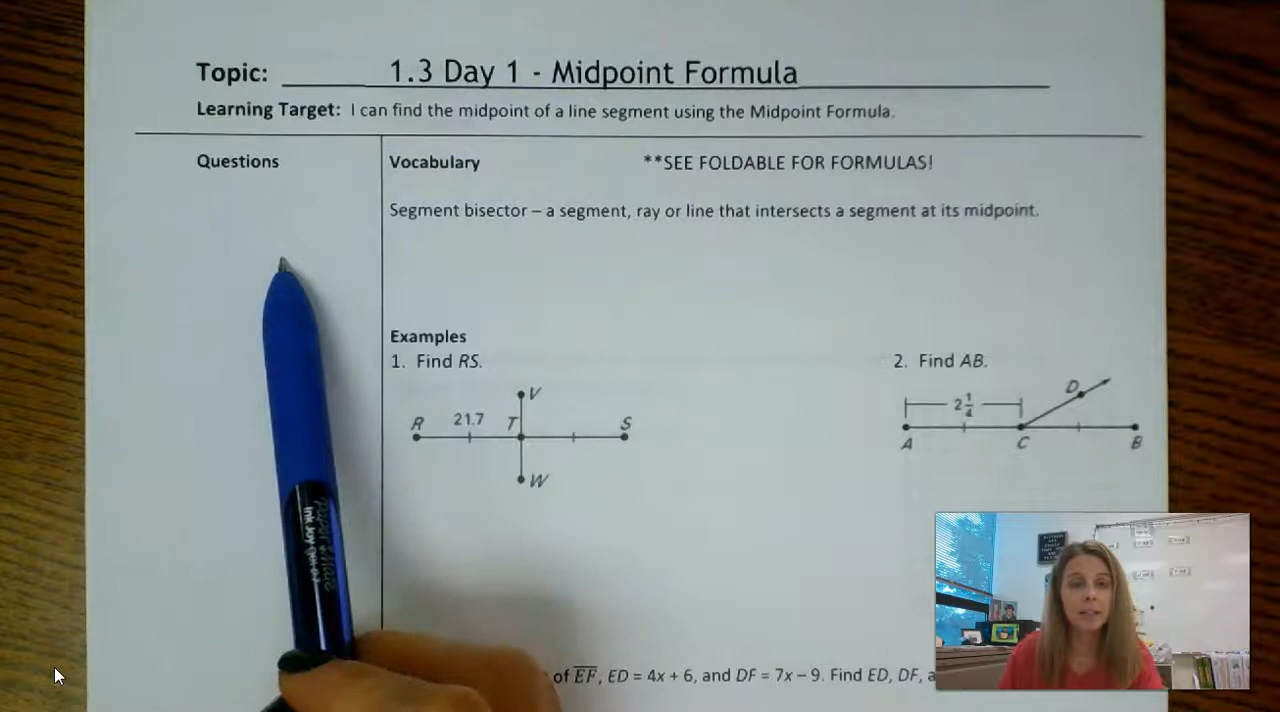 Topic: 1.3 Day 1 - Midpoint Formula
Learning Target: I can find the midpoint of a line segment using the Midpoint Formula.
Questions
Vocabulary **SEE FOLDABLE FOR FORMULAS!
Segment bisector – a segment, ray or line that intersects a segment at its midpoint.
Examples
1. Find RS.
2. Find AB.
V
R 21.7 T S
W
D
2 1/4
A C B
of EF, ED = 4x + 6, and DF = 7x – 9. Find ED, DF, a
paper mate
InkJoy